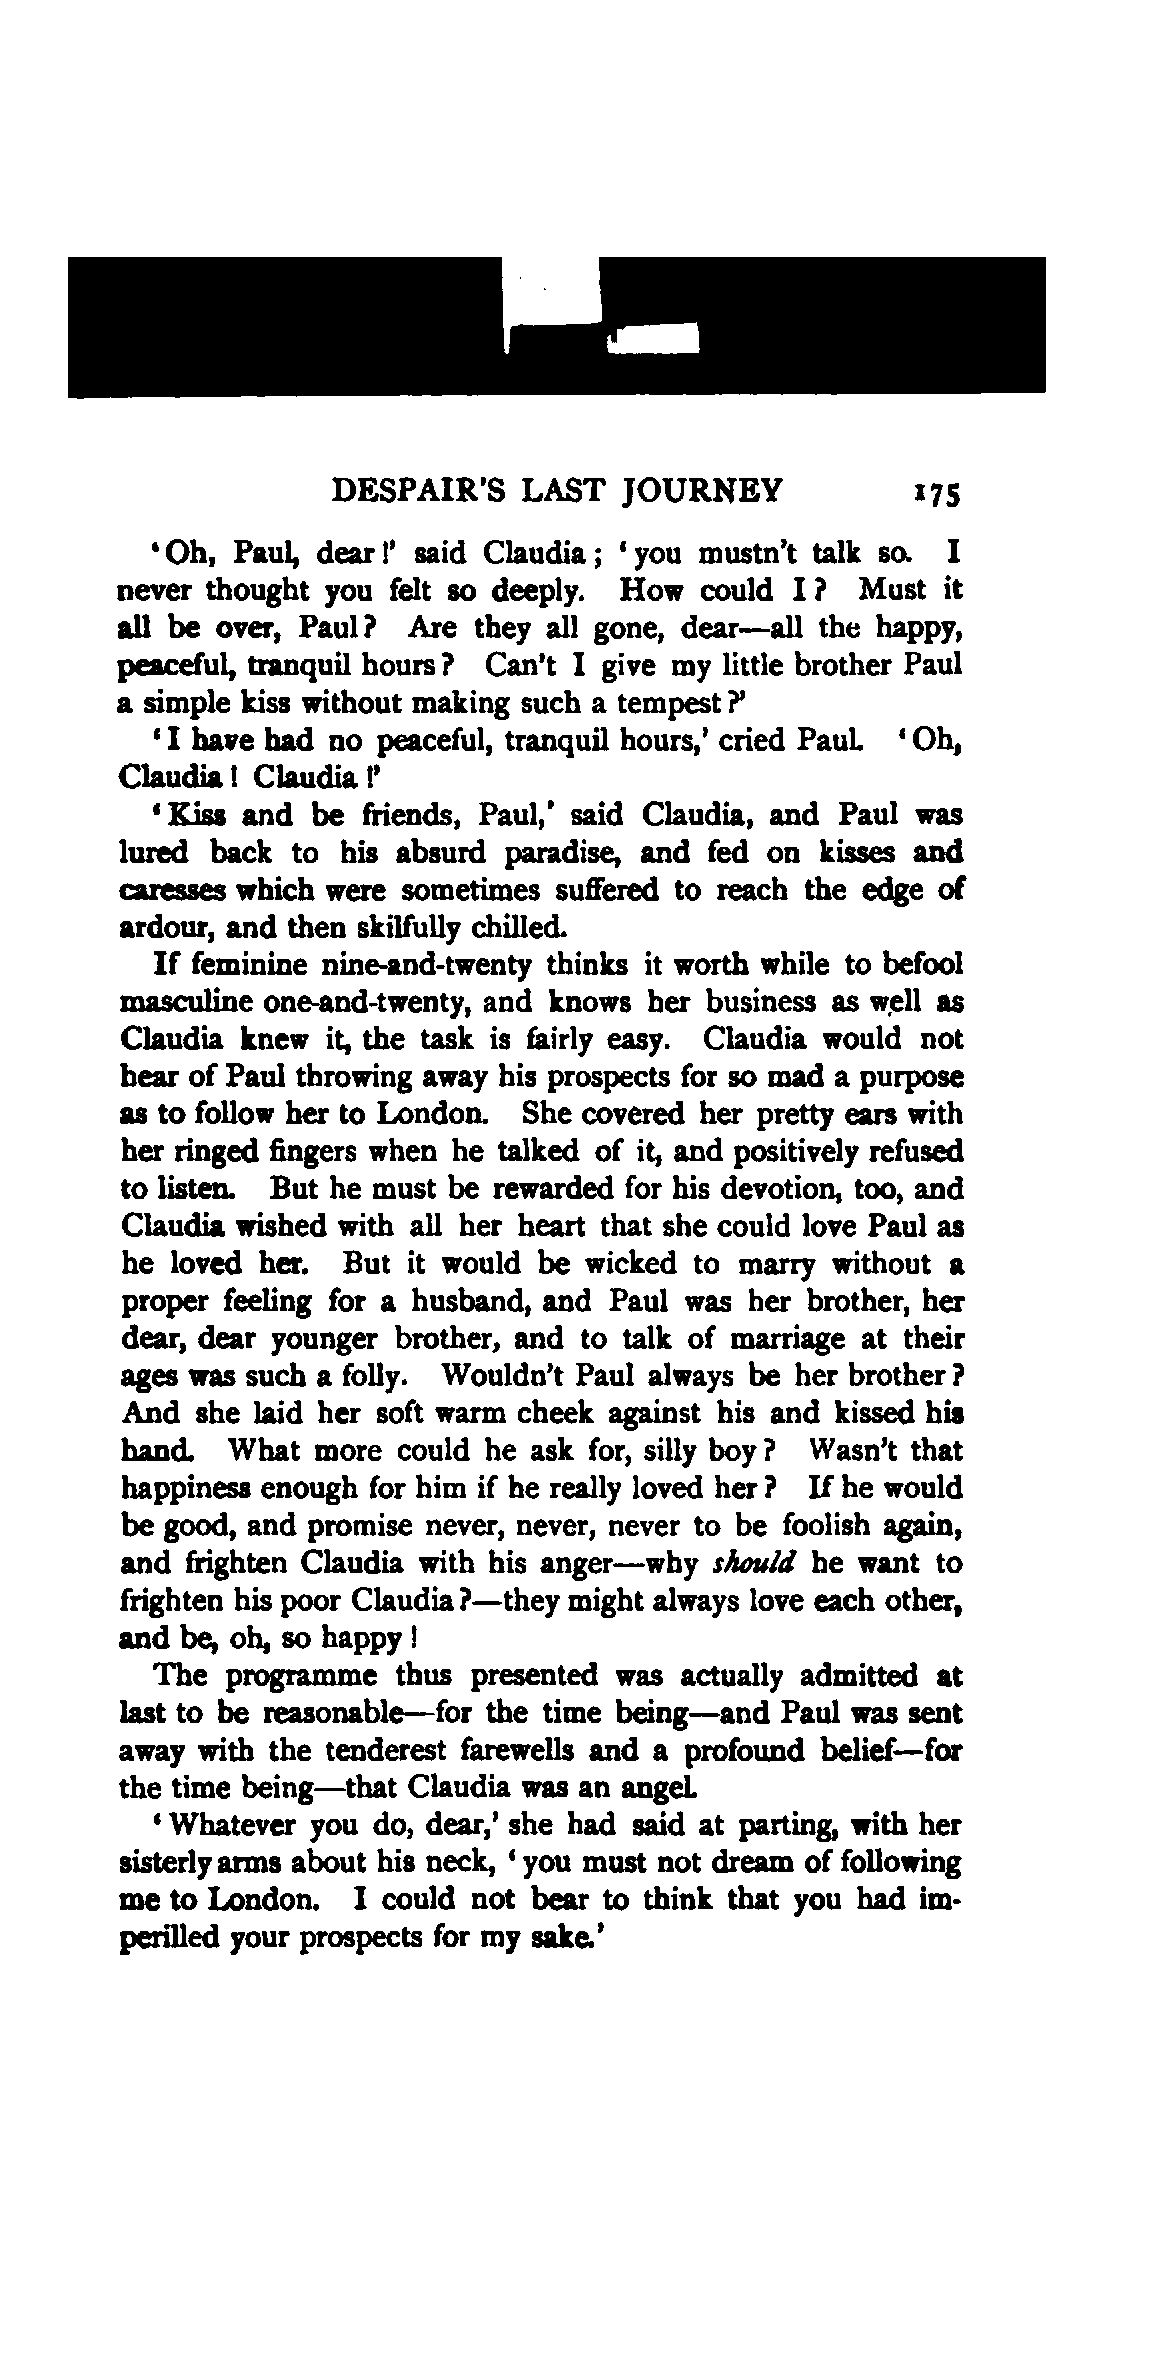 DESPAIR'S LAST JOURNEY 175
'Oh, Paul, dear!' said Claudia; 'you mustn't talk so. I
never thought you felt so deeply. How could I? Must it
all be over, Paul? Are they all gone, dear—all the happy,
peaceful, tranquil hours? Can't I give my little brother Paul
a simple kiss without making such a tempest?'
'I have had no peaceful, tranquil hours,' cried Paul. 'Oh,
Claudia! Claudia!'
'Kiss and be friends, Paul,' said Claudia, and Paul was
lured back to his absurd paradise, and fed on kisses and
caresses which were sometimes suffered to reach the edge of
ardour, and then skilfully chilled.
If feminine nine-and-twenty thinks it worth while to befool
masculine one-and-twenty, and knows her business as well as
Claudia knew it, the task is fairly easy. Claudia would not
hear of Paul throwing away his prospects for so mad a purpose
as to follow her to London. She covered her pretty ears with
her ringed fingers when he talked of it, and positively refused
to listen. But he must be rewarded for his devotion, too, and
Claudia wished with all her heart that she could love Paul as
he loved her. But it would be wicked to marry without a
proper feeling for a husband, and Paul was her brother, her
dear, dear younger brother, and to talk of marriage at their
ages was such a folly. Wouldn't Paul always be her brother?
And she laid her soft warm cheek against his and kissed his
hand. What more could he ask for, silly boy? Wasn't that
happiness enough for him if he really loved her? If he would
be good, and promise never, never, never to be foolish again,
and frighten Claudia with his anger—why should he want to
frighten his poor Claudia?—they might always love each other,
and be, oh, so happy!
The programme thus presented was actually admitted at
last to be reasonable—for the time being—and Paul was sent
away with the tenderest farewells and a profound belief—for
the time being—that Claudia was an angel.
'Whatever you do, dear,' she had said at parting, with her
sisterly arms about his neck, 'you must not dream of following
me to London. I could not bear to think that you had im-
perilled your prospects for my sake.'